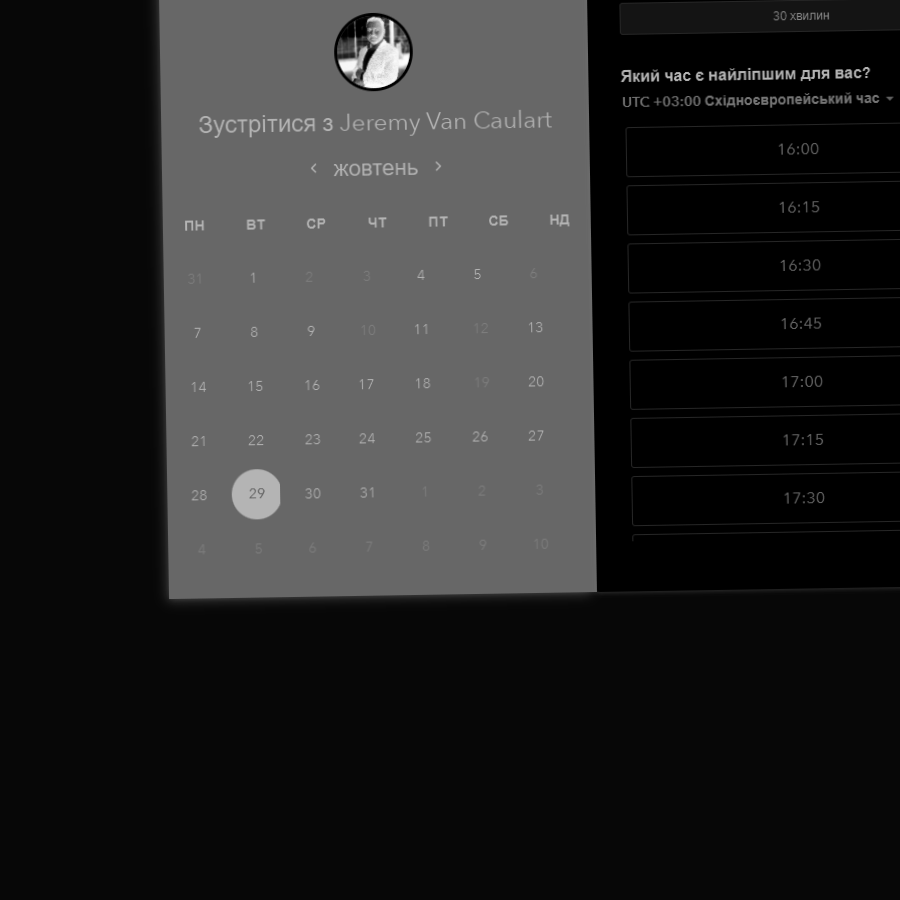 Зустрітися з Jeremy Van Caulart
жовтень
ПН ВТ СР ЧТ ПТ СБ НД
31 1 2 3 4 5 6
7 8 9 10 11 12 13
14 15 16 17 18 19 20
21 22 23 24 25 26 27
28 29 30 31 1 2 3
4 5 6 7 8 9 10
30 хвилин
Який час є найліпшим для вас?
UTC +03:00 Східноєвропейський час
16:00
16:15
16:30
16:45
17:00
17:15
17:30